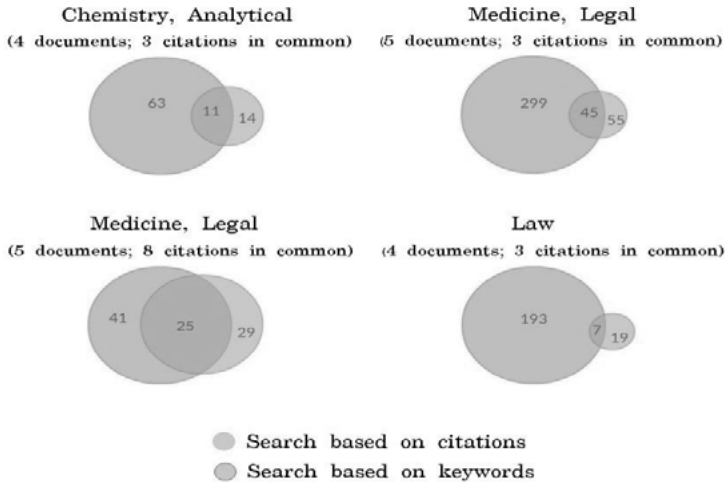 Chemistry, Analytical
(4 documents; 3 citations in common)
63
11
14
Medicine, Legal
(5 documents; 3 citations in common)
299
45
55
Medicine, Legal
(5 documents; 8 citations in common)
41
25
29
Law
(4 documents; 3 citations in common)
193
7
19
Search based on citations
Search based on keywords